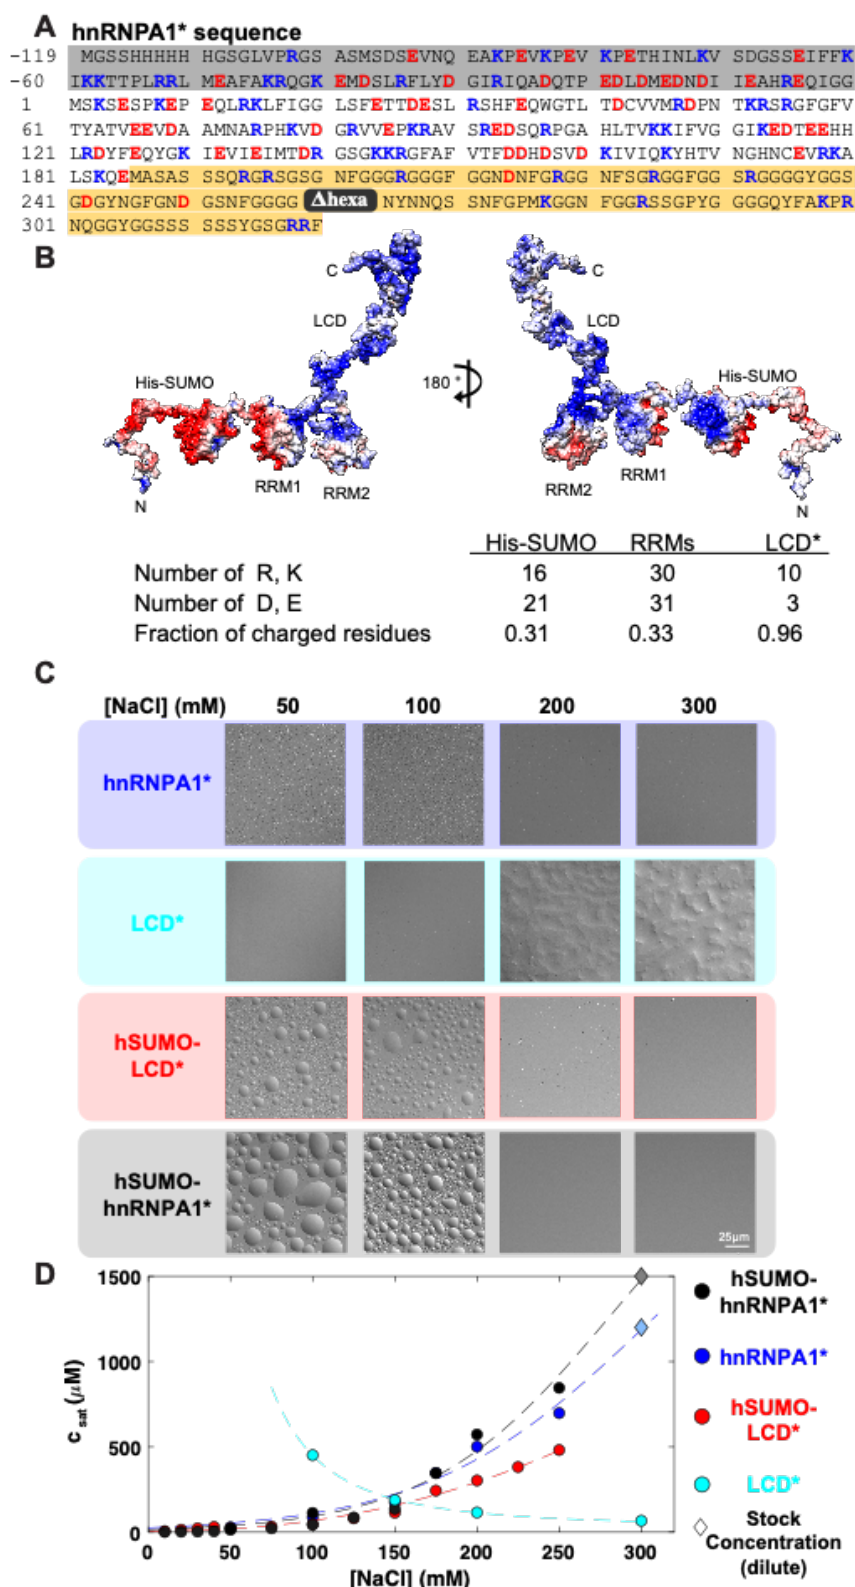 A hnRNPA1* sequence
-119 MGSSHHHHHH HGSGLVPRGS ASMSDSEVNQ EAKPEVKPEV KPETHINLKV SDGSSEIFFK
-60 IKKTTPLRRL MEAFAKRQGK EMDSLRFLYD GIRIQADQTP EDLDMEDNDI IEAHREQIGG
1 MSKSESPKEP EQLRKLFIGG LSFETTDESL RSHFEQWGTL TDCVVMRDPN TKRSRGFGFV
61 TYATVEEVDA AMNARPHKVD GRVVEPKRAV SREDSQRPGA HLTVKKIFVG GIKEDTEEHH
121 LRDYFEQYGK IEVIEIMTDR GSGKKRGFAF VTFDDHDSVD KIVIQKYHTV NGHNCEVRKA
181 LSKQEMASAS SSQRGRSGSG NFGGGRGGGF GGNDNFGRGG NFSGRGGFGG SRGGGGYGGS
241 GDGYNGFGND GSNFGGGG Δhexa NYNNQSS SNFGPMKGGN FGGRSSGPYG GGGQYFAKPR
301 NQGGYGGSSS SSSYGSGRRF
B
C C
LCD LCD
His-SUMO 180° His-SUMO
RRM1 RRM2 RRM2 RRM1
N N
His-SUMO RRMs LCD*
Number of R, K 16 30 10
Number of D, E 21 31 3
Fraction of charged residues 0.31 0.33 0.96
C
[NaCl] (mM) 50 100 200 300
hnRNPA1*
LCD*
hSUMO-
LCD*
hSUMO-
hnRNPA1*
25µm
D
1500
1000
500
0
c sat (µM)
0 50 100 150 200 250 300
[NaCl] (mM)
hSUMO-
hnRNPA1*
hnRNPA1*
hSUMO-
LCD*
LCD*
Stock
Concentration
(dilute)